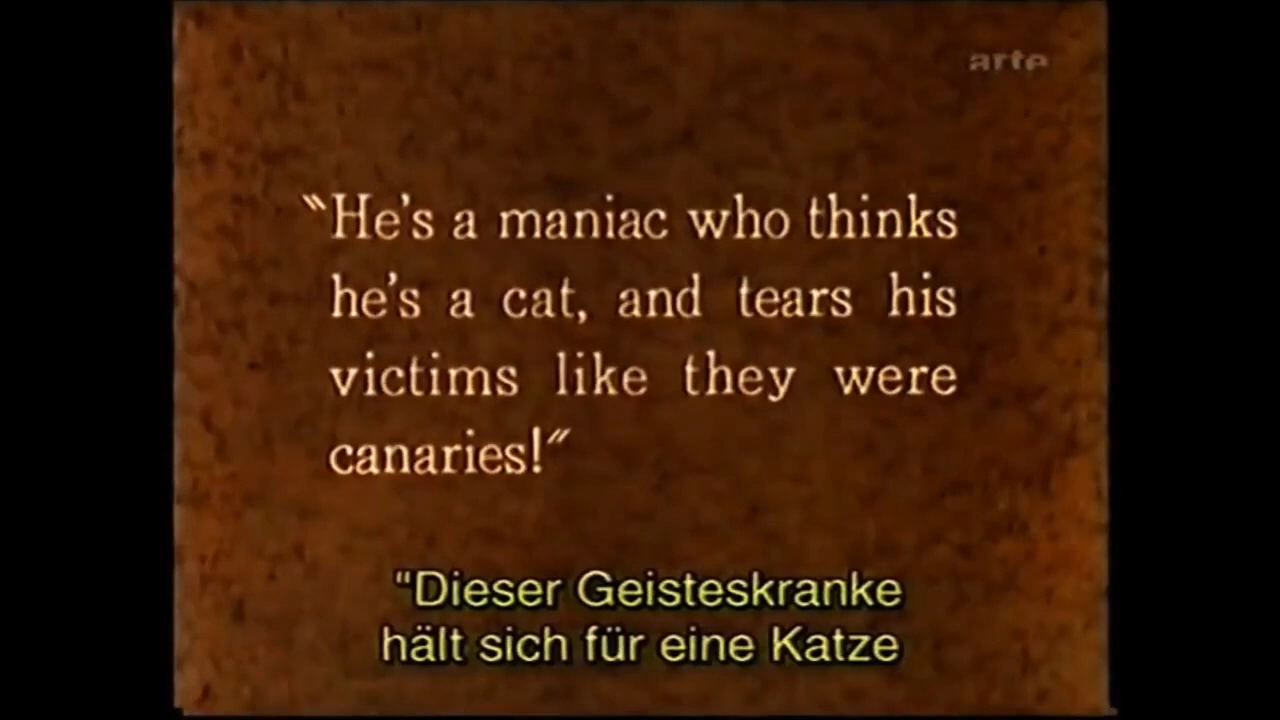 arte
"He's a maniac who thinks
he's a cat, and tears his
victims like they were
canaries!"
"Dieser Geisteskranke
hält sich für eine Katze